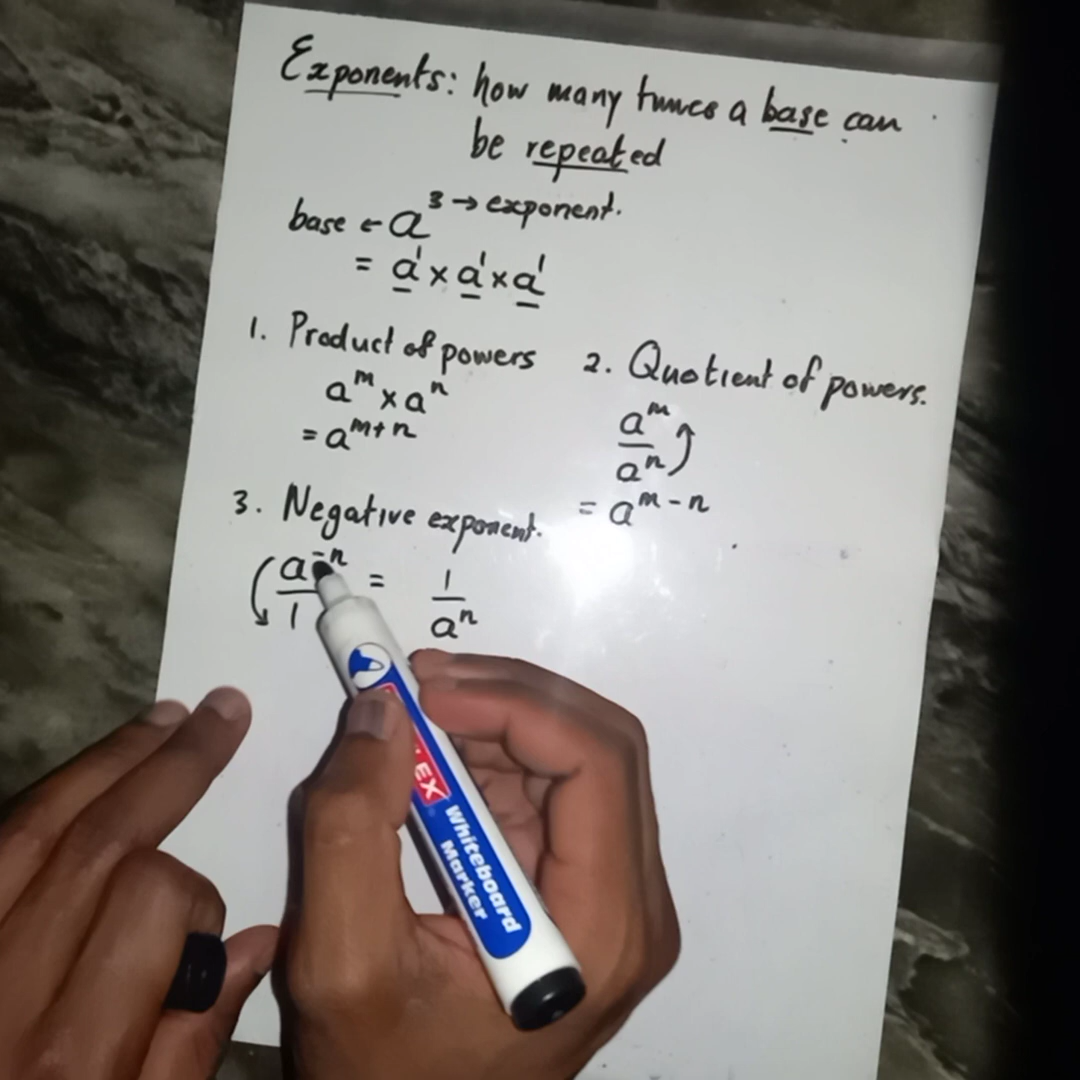 Exponents: how many times a base can
be repeated
base ← a³ → exponent.
= a¹ × a¹ × a¹
1. Product of powers
aᵐ × aⁿ
= aᵐ⁺ⁿ
2. Quotient of powers.
aᵐ
aⁿ
= aᵐ⁻ⁿ
3. Negative exponent.
a⁻ⁿ = 1
1 aⁿ
LEX
Whiteboard
Marker